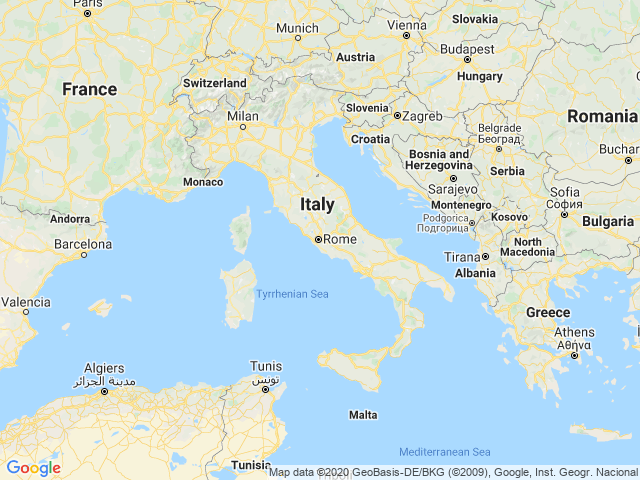 Paris
Munich
Vienna
Slovakia
Austria
Budapest
Hungary
France
Switzerland
Slovenia
Zagreb
Romania
Milan
Croatia
Belgrade
Београд
Bosnia and
Herzegovina
Buchar
Serbia
Monaco
Sarajevo
Italy
Montenegro
Sofia
София
Andorra
Podgorica
Подгорица
Kosovo
Bulgaria
Barcelona
Rome
North
Macedonia
Tirana
Albania
Tyrrhenian Sea
Valencia
Greece
Athens
Αθήνα
Algiers
مدينة الجزائر
Tunis
تونس
Malta
Mediterranean Sea
Tunisia
Google
Map data ©2020 GeoBasis-DE/BKG (©2009), Google, Inst. Geogr. Nacional